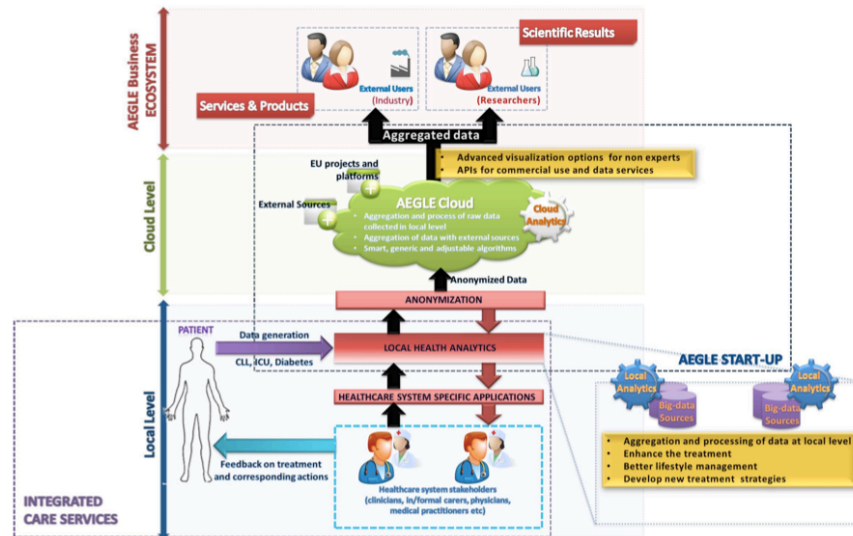 AEGLE Business
ECOSYSTEM
Scientific Results
External Users
(Industry)
External Users
(Researchers)
Services & Products
Aggregated data
• Advanced visualization options for non experts
• APIs for commercial use and data services
Cloud Level
EU projects and
platforms
External Sources
AEGLE Cloud
• Aggregation and process of raw data
collected in local level
• Aggregation of data with external sources
• Smart, generic and adjustable algorithms
Cloud
Analytics
Anonymized Data
ANONYMIZATION
Local Level
PATIENT
Data generation
CLL, ICU, Diabetes
LOCAL HEALTH ANALYTICS
HEALTHCARE SYSTEM SPECIFIC APPLICATIONS
Feedback on treatment
and corresponding actions
Healthcare system stakeholders
(clinicians, in/formal carers, physicians,
medical practitioners etc)
INTEGRATED
CARE SERVICES
AEGLE START-UP
Local
Analytics
Big-data
Sources
Local
Analytics
Big-data
Sources
• Aggregation and processing of data at local level
• Enhance the treatment
• Better lifestyle management
• Develop new treatment strategies